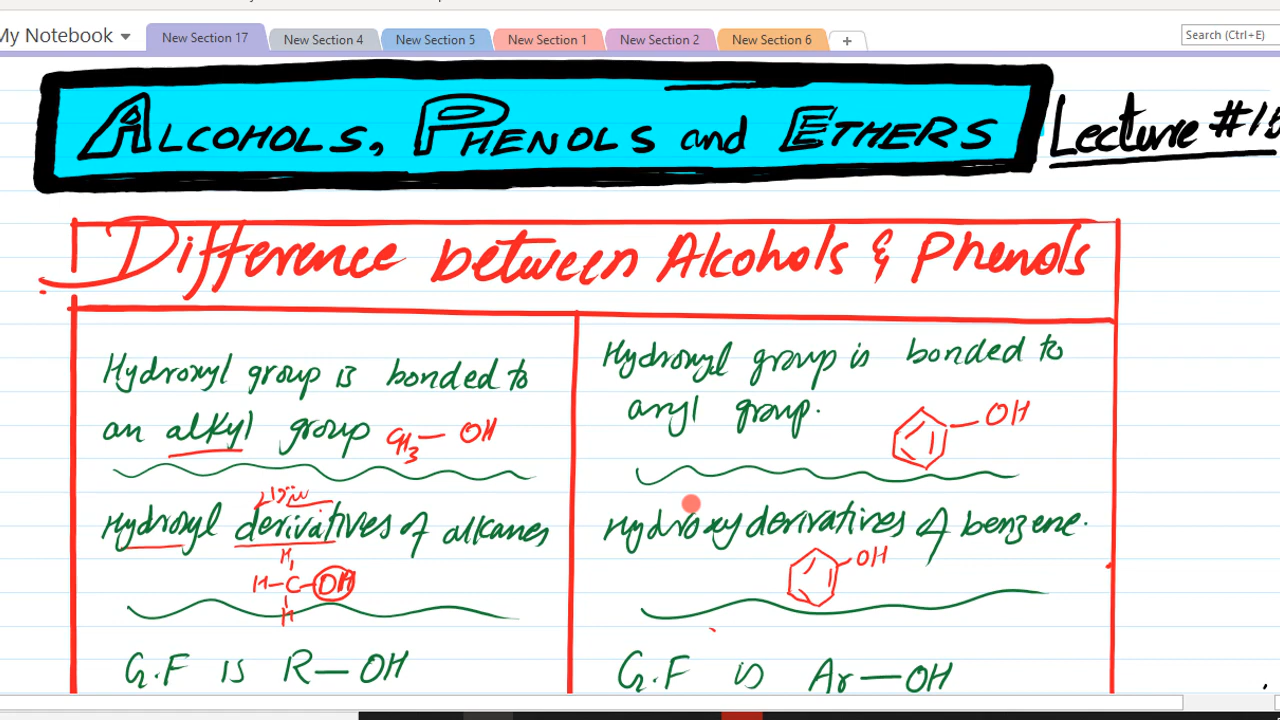 My Notebook
New Section 17
New Section 4
New Section 5
New Section 1
New Section 2
New Section 6
+
Search (Ctrl+E)
ALCOHOLS, PHENOLS and ETHERS
Lecture #1
Difference between Alcohols & Phenols
Hydroxyl group is bonded to
an alkyl group CH3 — OH
Hydroxyl derivatives of alkanes
H
H-C-OH
H
G.F is R—OH
Hydroxyl group is bonded to
aryl group.
OH
Hydroxy derivatives of benzene.
OH
G.F is Ar—OH